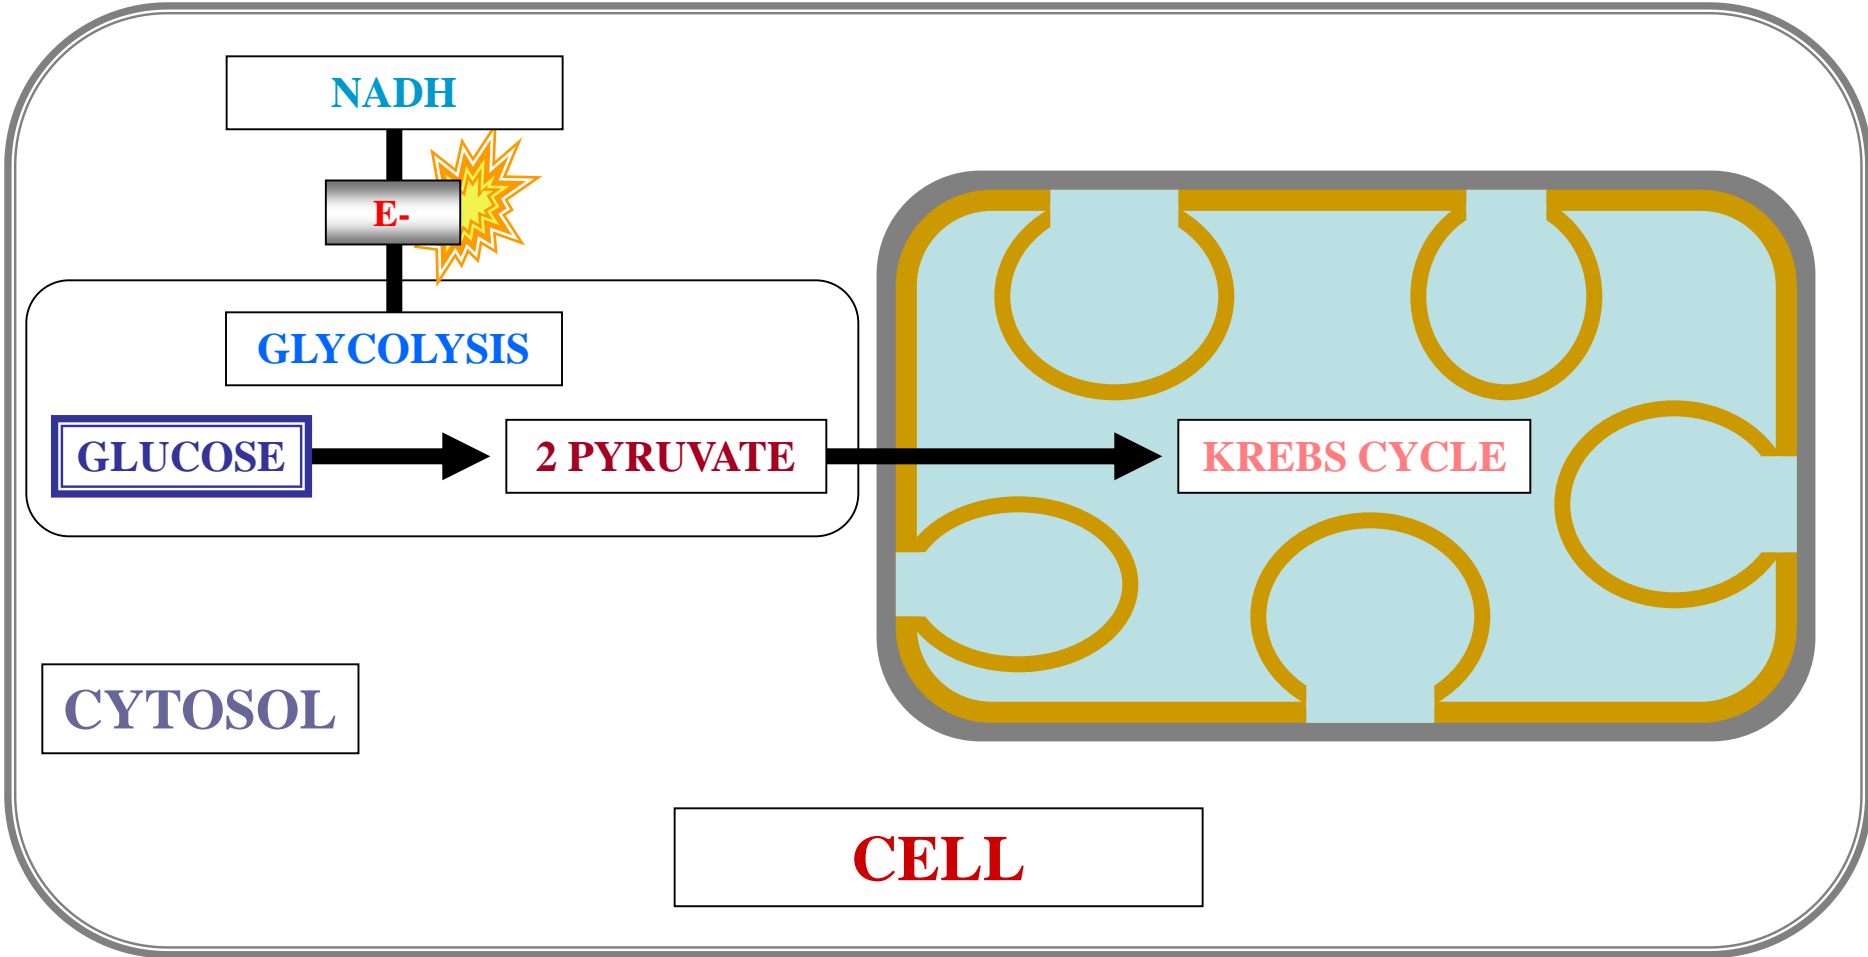 NADH
E-
GLYCOLYSIS
GLUCOSE
2 PYRUVATE
KREBS CYCLE
CYTOSOL
CELL